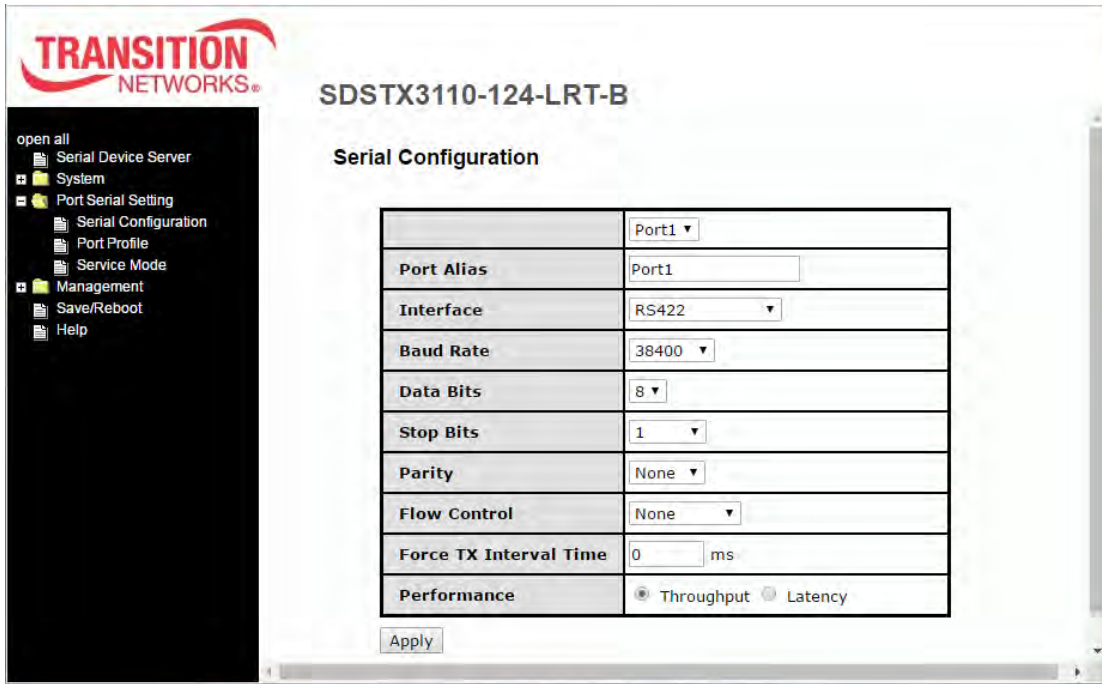 TRANSITION
NETWORKS®
SDSTX3110-124-LRT-B
open all
Serial Device Server
System
Port Serial Setting
Serial Configuration
Port Profile
Service Mode
Management
Save/Reboot
Help
Serial Configuration
Port1
Port Alias Port1
Interface RS422
Baud Rate 38400
Data Bits 8
Stop Bits 1
Parity None
Flow Control None
Force TX Interval Time 0 ms
Performance Throughput Latency
Apply